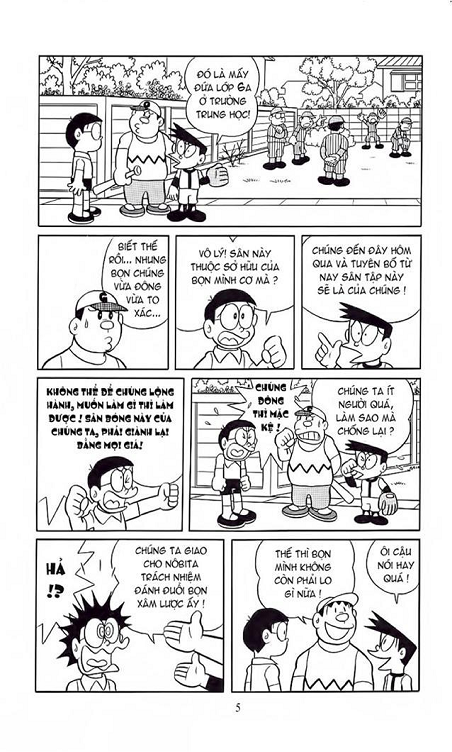 ĐÓ LÀ MẤY
ĐỨA LỚP 6A
Ở TRƯỜNG
TRUNG HỌC!
BIẾT THẾ
RỒI... NHƯNG
BỌN CHÚNG
VỪA ĐÔNG
VỪA TO
XÁC...
G
VÔ LÝ! SÂN NÀY
THUỘC SỞ HỮU CỦA
BỌN MÌNH CƠ MÀ ?
CHÚNG ĐẾN ĐÂY HÔM
QUA VÀ TUYÊN BỐ TỪ
NAY SÂN TẬP NÀY
SẼ LÀ CỦA CHÚNG !
KHÔNG THỂ ĐỂ CHÚNG LỘNG
HÀNH, MUỐN LÀM GÌ THÌ LÀM
ĐƯỢC ! SÂN BÓNG NÀY CỦA
CHÚNG TA, PHẢI GIÀNH LẠI
BẰNG MỌI GIÁ!
CHÚNG
ĐÔNG
THÌ MẶC
KỆ !
CHÚNG TA ÍT
NGƯỜI QUÁ,
LÀM SAO MÀ
CHỐNG LẠI ?
HẢ
!?
CHÚNG TA GIAO
CHO NÔBITA
TRÁCH NHIỆM
ĐÁNH ĐUỔI BỌN
XÂM LƯỢC ẤY !
THẾ THÌ BỌN
MÌNH KHÔNG
CÒN PHẢI LO
GÌ NỮA !
ÔI CẬU
NÓI HAY
QUÁ !
5